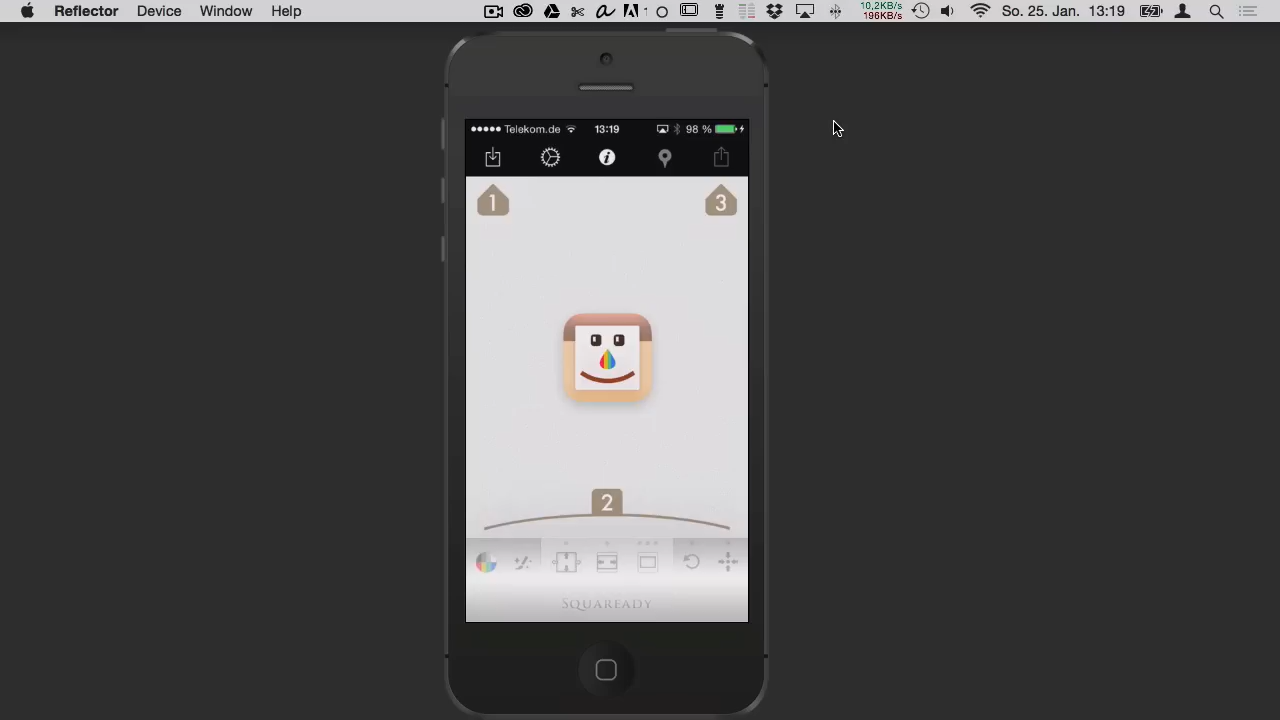 Reflector Device Window Help 10,2KB/s 196KB/s So. 25. Jan. 13:19
Telekom.de 13:19 98 %
1 3
2
SQUAREADY